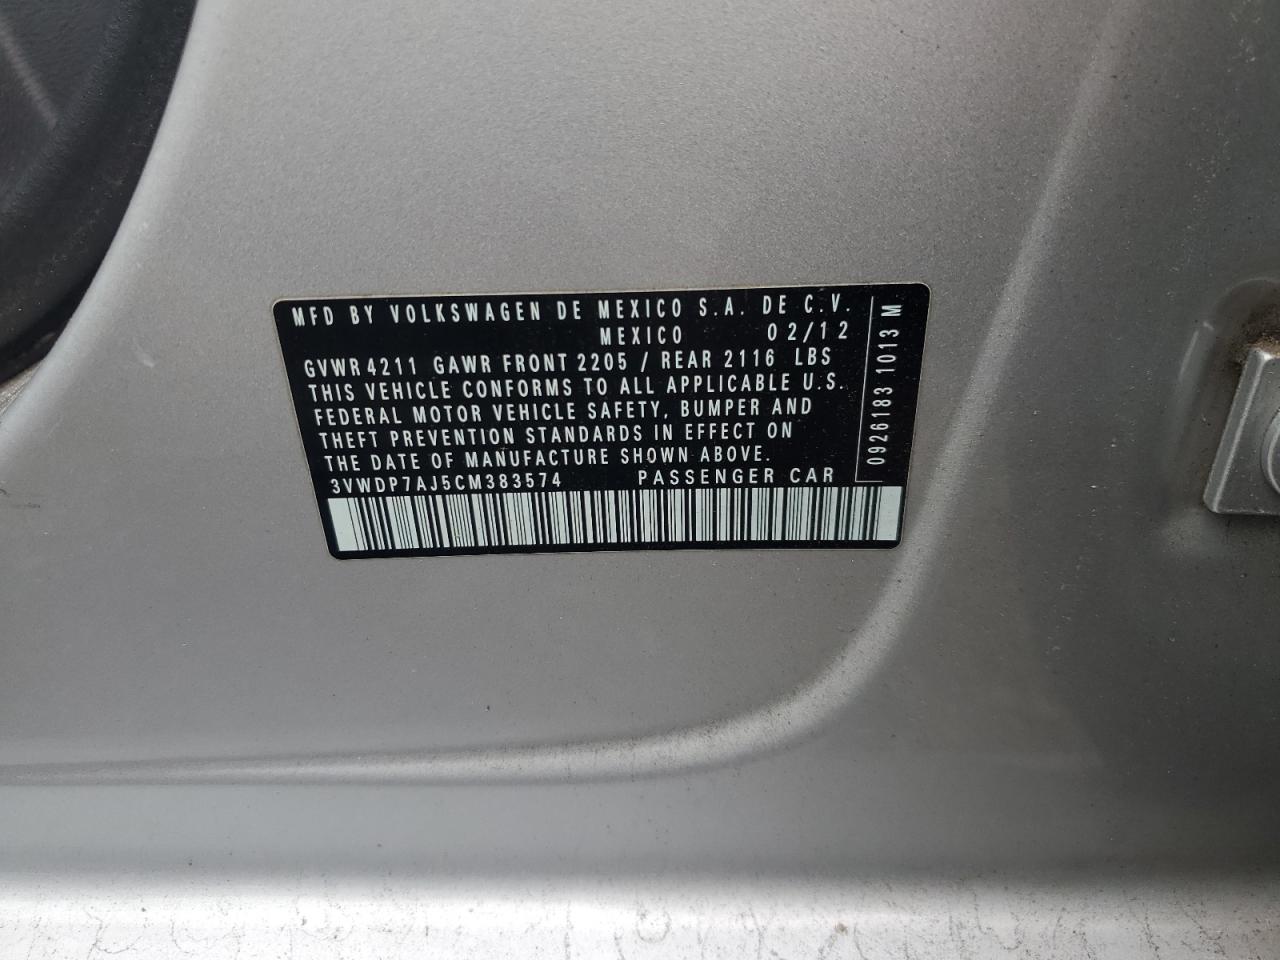 MFD BY VOLKSWAGEN DE MEXICO S.A. DE C.V.
MEXICO 02/12
GVWR 4211 GAWR FRONT 2205 / REAR 2116 LBS
THIS VEHICLE CONFORMS TO ALL APPLICABLE U.S.
FEDERAL MOTOR VEHICLE SAFETY, BUMPER AND
THEFT PREVENTION STANDARDS IN EFFECT ON
THE DATE OF MANUFACTURE SHOWN ABOVE.
3VWDP7AJ5CM383574 PASSENGER CAR
0926183 1013 M